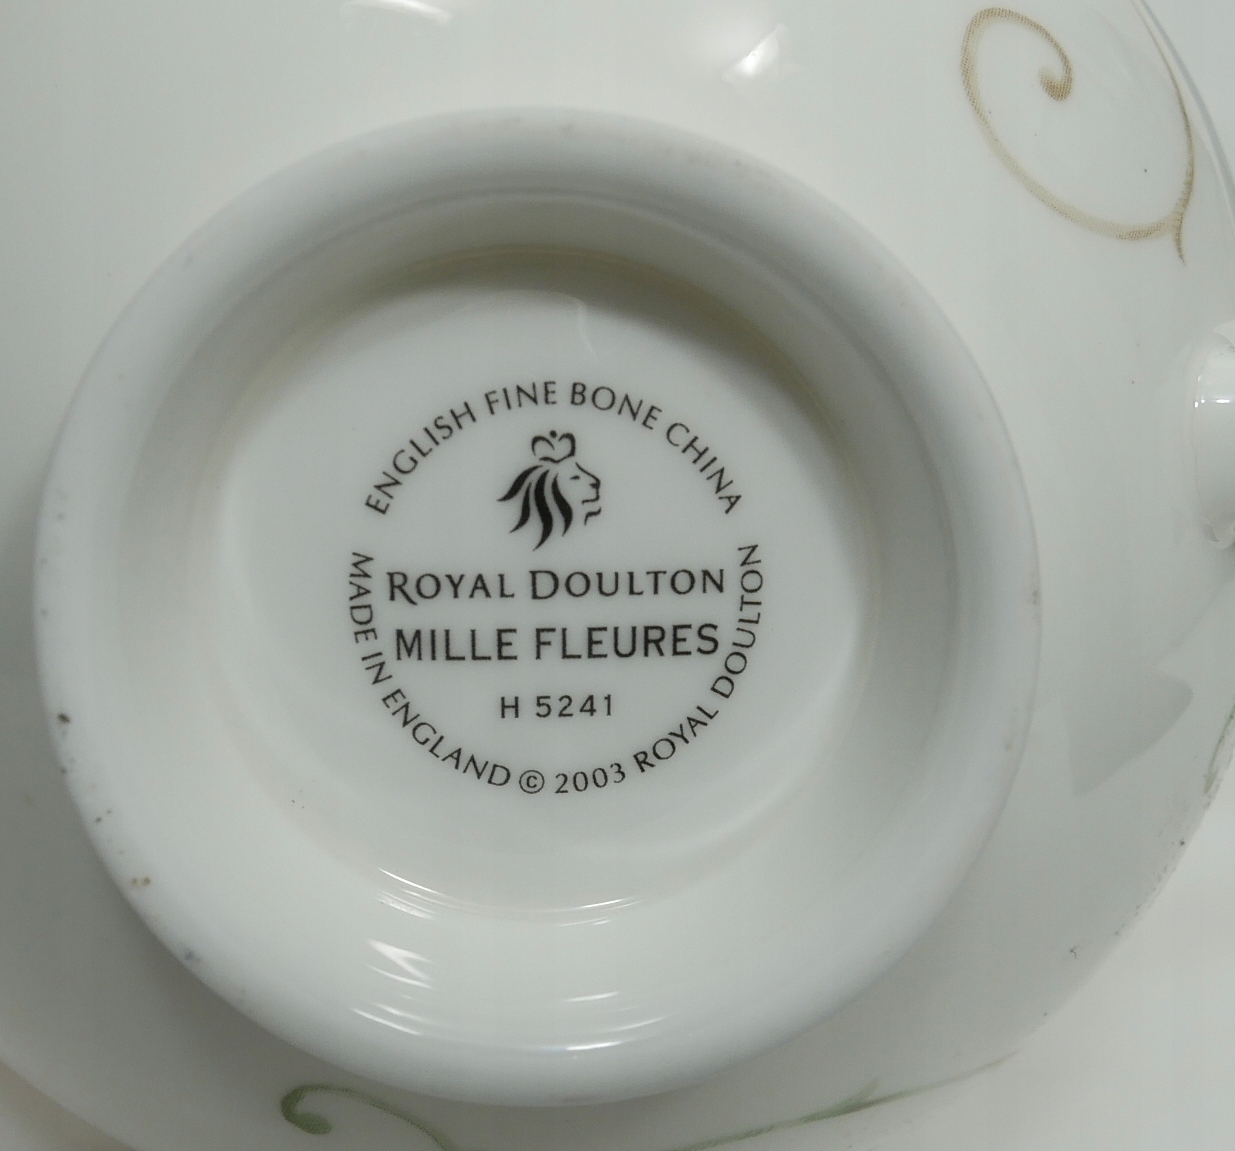 ENGLISH FINE BONE CHINA
ROYAL DOULTON
MILLE FLEURES
H 5241
MADE IN ENGLAND © 2003 ROYAL DOULTON